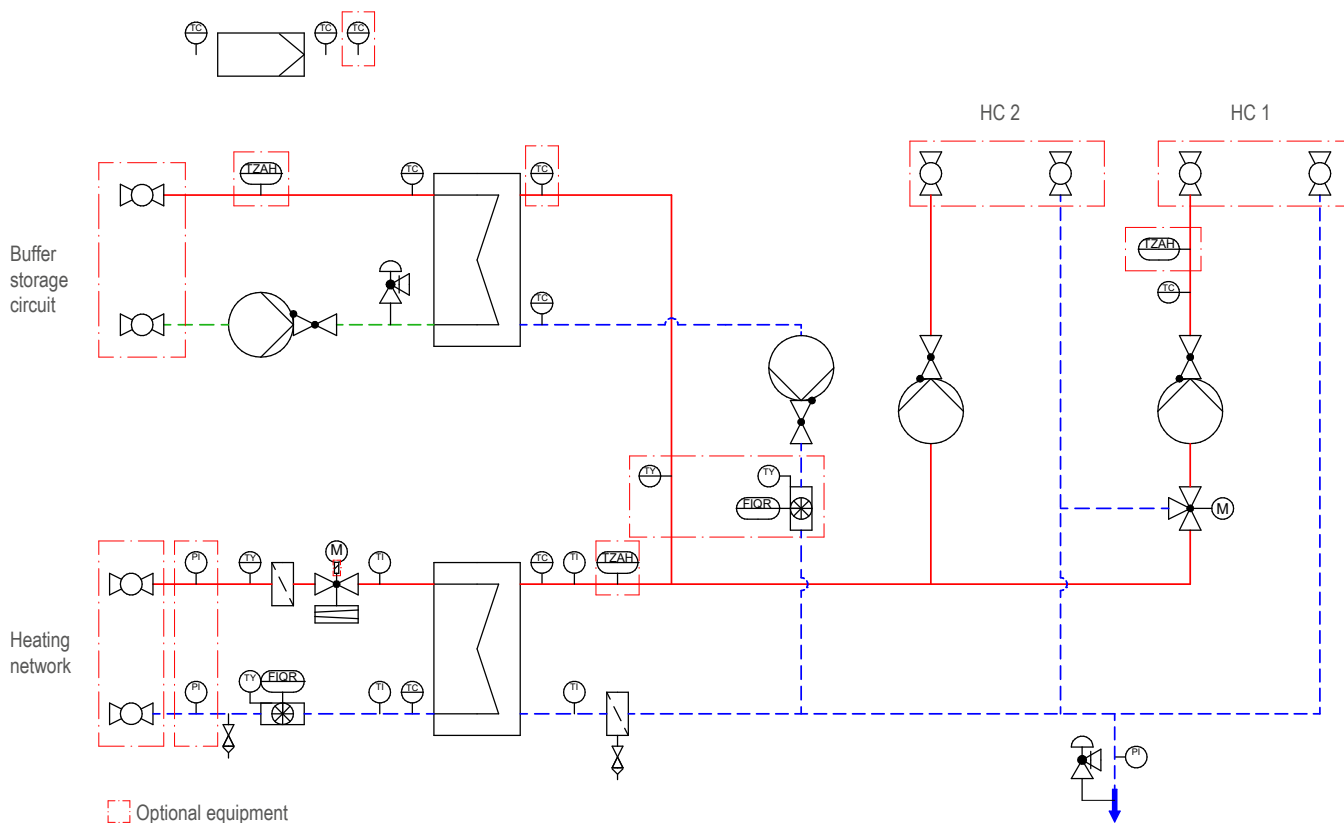 TC
TC
TC
HC 2
HC 1
TZAH
TC
TC
TZAH
Buffer
storage
circuit
TC
TC
TY
TY
FIQR
M
PI
TY
M
TI
TC
TI
TZAH
Heating
network
PI
TY
FIQR
TI
TC
TI
PI
Optional equipment